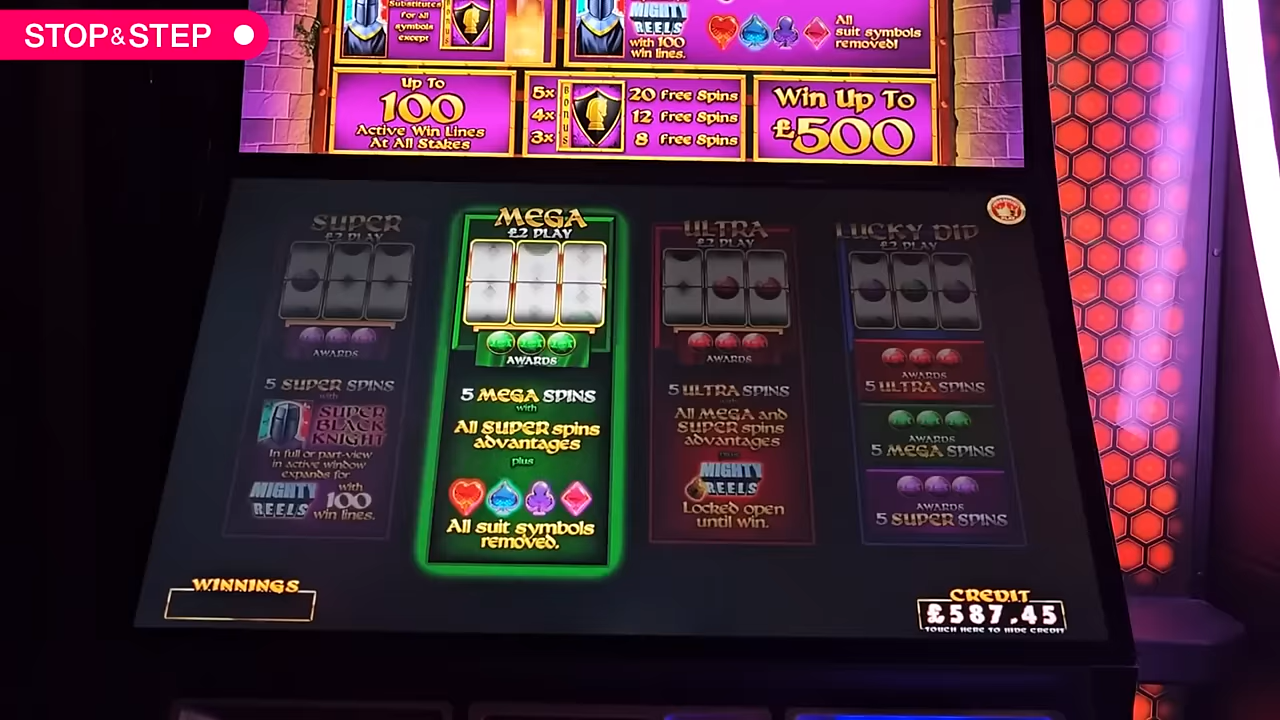 STOP&STEP
Substitutes
for all
symbols
except
MIGHTY
REELS
with 100
win lines.
All
suit symbols
removed!
Up To
100
Active Win Lines
At All Stakes
5x
4x
3x
BONUS
20 free Spins
12 free Spins
8 free Spins
Win Up To
£500
SUPER
£2 PLAY
AWARDS
5 SUPER SPINS
with
SUPER
BLACK
KNIGHT
In full or part-view
in active window
expands for
MIGHTY
REELS
with
100
win lines.
MEGA
£2 PLAY
AWARDS
5 MEGA SPINS
with
All SUPER spins
advantages
plus
All suit symbols
removed.
ULTRA
£2 PLAY
AWARDS
5 ULTRA SPINS
with
All MEGA and
SUPER spins
advantages
plus
MIGHTY
REELS
Locked open
until win.
LUCKY DIP
£2 PLAY
AWARDS
5 ULTRA SPINS
AWARDS
5 MEGA SPINS
AWARDS
5 SUPER SPINS
WINNINGS
CREDIT
£587.45
TOUCH HERE TO HIDE CREDIT